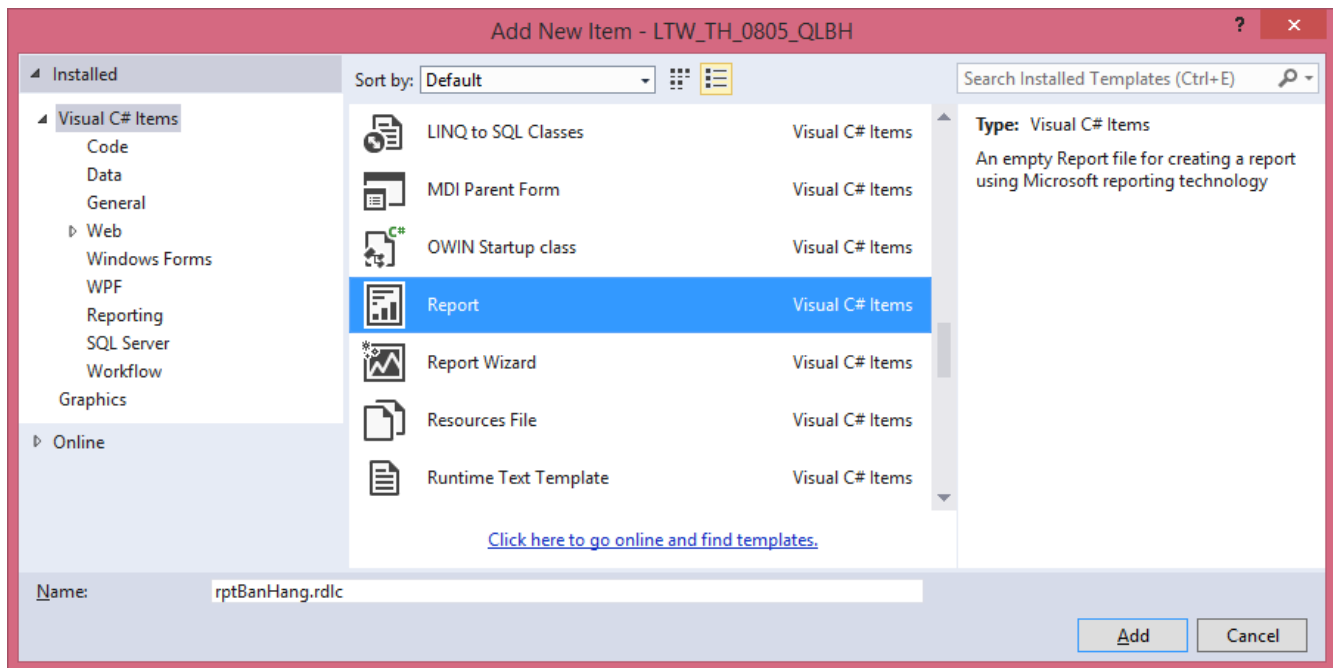 Add New Item - LTW_TH_0805_QLBH
?
Installed
Sort by: Default
Search Installed Templates (Ctrl+E)
Visual C# Items
Code
Data
General
Web
Windows Forms
WPF
Reporting
SQL Server
Workflow
Graphics
Online
LINQ to SQL Classes Visual C# Items
MDI Parent Form Visual C# Items
C#
OWIN Startup class Visual C# Items
Report Visual C# Items
Report Wizard Visual C# Items
Resources File Visual C# Items
Runtime Text Template Visual C# Items
Click here to go online and find templates.
Type: Visual C# Items
An empty Report file for creating a report
using Microsoft reporting technology
Name: rptBanHang.rdlc
Add Cancel